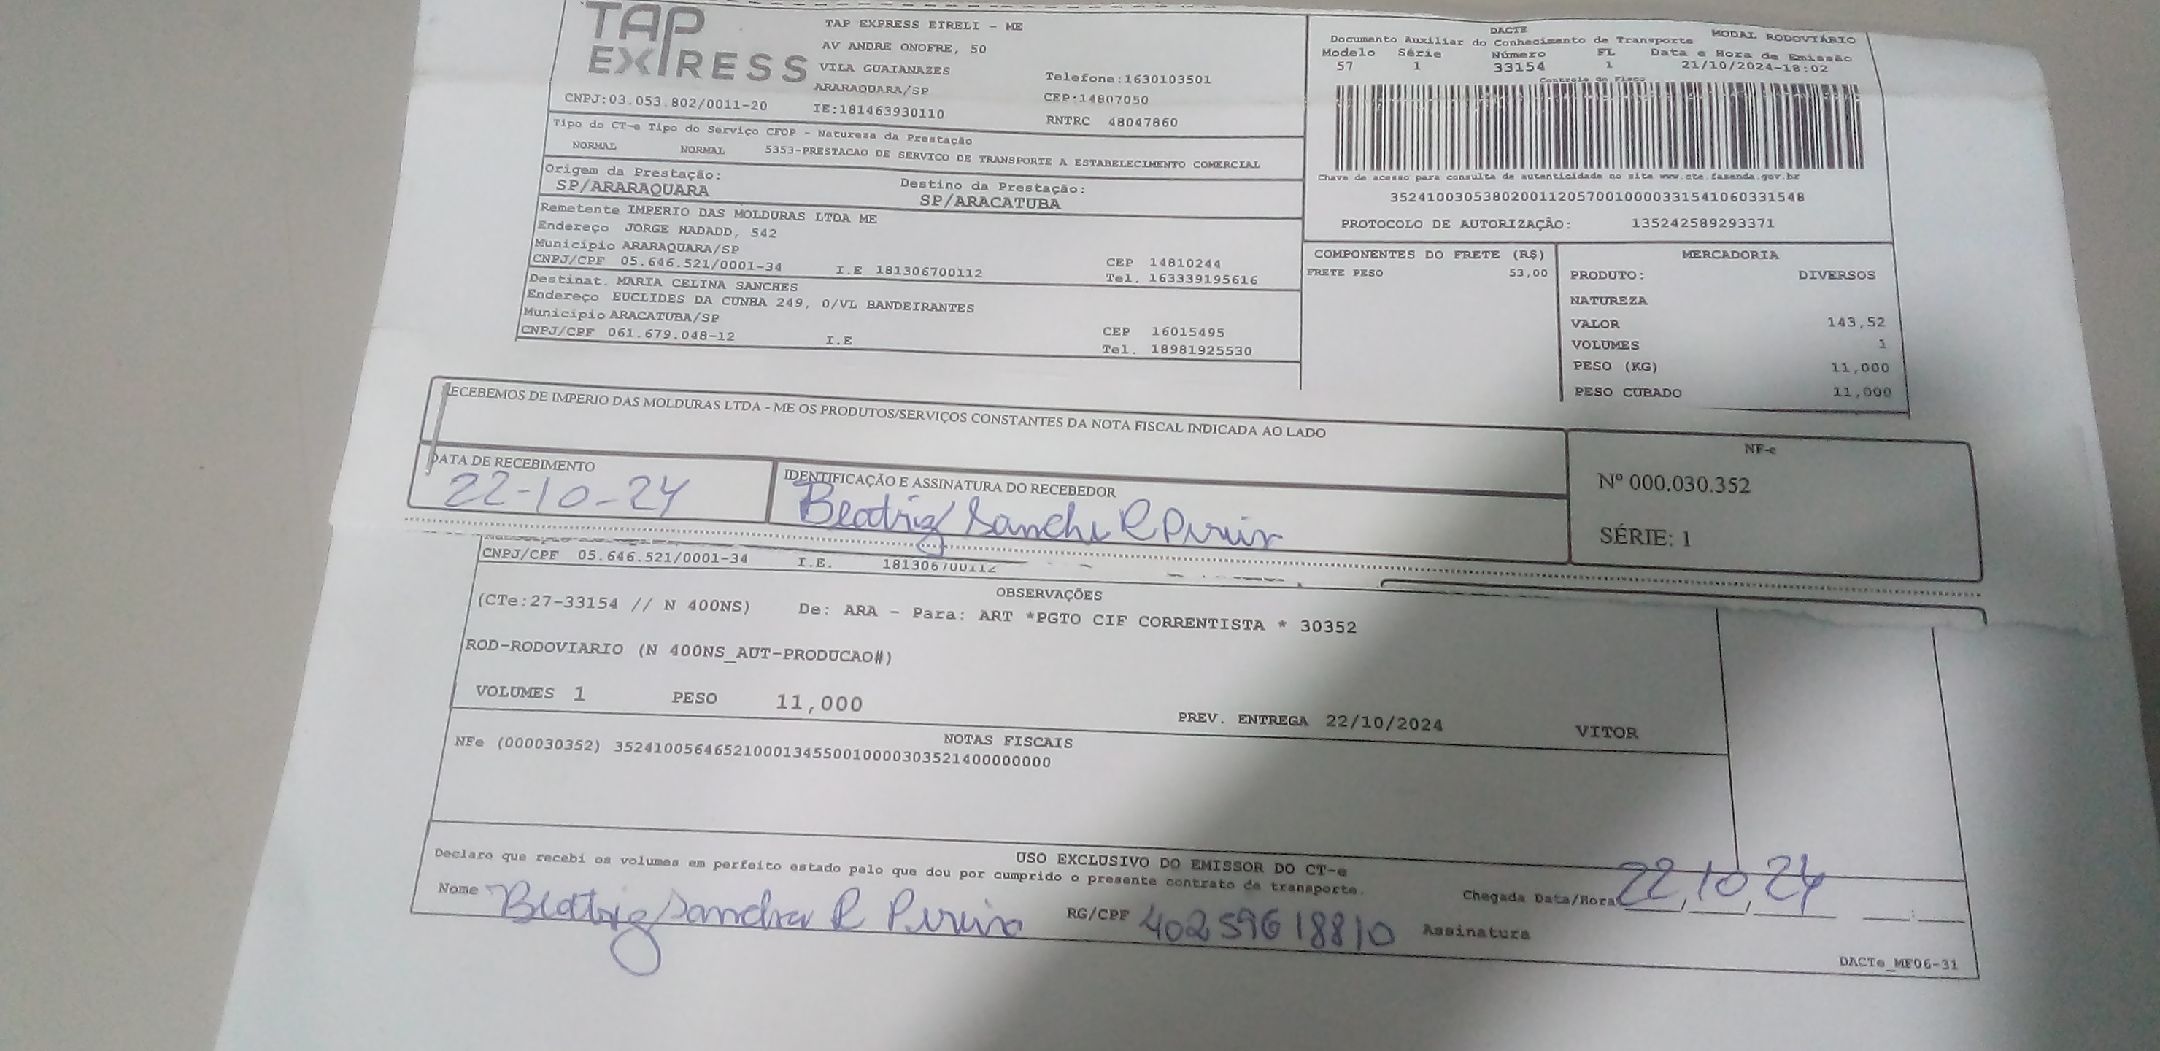 TAP EXPRESS
TAP EXPRESS EIRELI - ME
AV ANDRE ONOFRE, 50
VILA GUAIANAZES
ARARAQUARA/SP
Telefone:1630103501
CEP:14807050
CNPJ:03.053.802/0011-20 IE:181463930110 RNTRC 48047860
Tipo do CT-e Tipo do Serviço CFOP - Natureza da Prestação
NORMAL NORMAL 5353-PRESTACAO DE SERVICO DE TRANSPORTE A ESTABELECIMENTO COMERCIAL
Origem da Prestação: Destino da Prestação:
SP/ARARAQUARA SP/ARACATUBA
Remetente IMPERIO DAS MOLDURAS LTDA ME
Endereço JORGE HADADD, 542
Município ARARAQUARA/SP CEP 14810244
CNPJ/CPF 05.646.521/0001-34 I.E 181306700112 Tel. 163339195616
Destinat. MARIA CELINA SANCHES
Endereço EUCLIDES DA CUNHA 249, 0/VL BANDEIRANTES
Município ARACATUBA/SP CEP 16015495
CNPJ/CPF 061.679.048-12 I.E Tel. 18981925530
DACTE MODAL RODOVIÁRIO
Documento Auxiliar do Conhecimento de Transporte
Modelo Série Número FL Data e Hora de Emissão
57 1 33154 1 21/10/2024-18:02
Controle do Fisco
Chave de acesso para consulta de autenticidade no site www.cte.fazenda.gov.br
35241003053802001120570010000331541060331548
PROTOCOLO DE AUTORIZAÇÃO: 135242589293371
COMPONENTES DO FRETE (R$)
FRETE PESO 53,00
MERCADORIA
PRODUTO: DIVERSOS
NATUREZA
VALOR 143,52
VOLUMES 1
PESO (KG) 11,000
PESO CUBADO 11,000
ECEBEMOS DE IMPERIO DAS MOLDURAS LTDA - ME OS PRODUTOS/SERVIÇOS CONSTANTES DA NOTA FISCAL INDICADA AO LADO
DATA DE RECEBIMENTO
22-10-24
IDENTIFICAÇÃO E ASSINATURA DO RECEBEDOR
Beatriz Sanche R Pereira
NF-e
Nº 000.030.352
SÉRIE: 1
CNPJ/CPF 05.646.521/0001-34 I.E. 181306700112
OBSERVAÇÕES
(CTe:27-33154 // N 400NS) De: ARA - Para: ART *PGTO CIF CORRENTISTA * 30352
ROD-RODOVIARIO (N 400NS_AUT-PRODUCAO#)
VOLUMES 1 PESO 11,000 PREV. ENTREGA 22/10/2024 VITOR
NOTAS FISCAIS
NFe (000030352) 35241005646521000134550010000303521400000000
USO EXCLUSIVO DO EMISSOR DO CT-e
Declaro que recebi os volumes em perfeito estado pelo que dou por cumprido o presente contrato de transporte.
Nome Beatriz Sanches R Pereira RG/CPF 40259618810 Assinatura
Chegada Data/Hora 22,10,24
DACTe_MF06-31